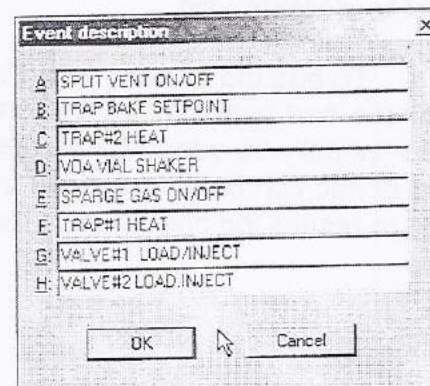 Event description
A: SPLIT VENT ON/OFF
B: TRAP BAKE SETPOINT
C: TRAP#2 HEAT
D: VOA VIAL SHAKER
E: SPARGE GAS ON/OFF
F: TRAP#1 HEAT
G: VALVE#1 LOAD/INJECT
H: VALVE#2 LOAD.INJECT
OK Cancel